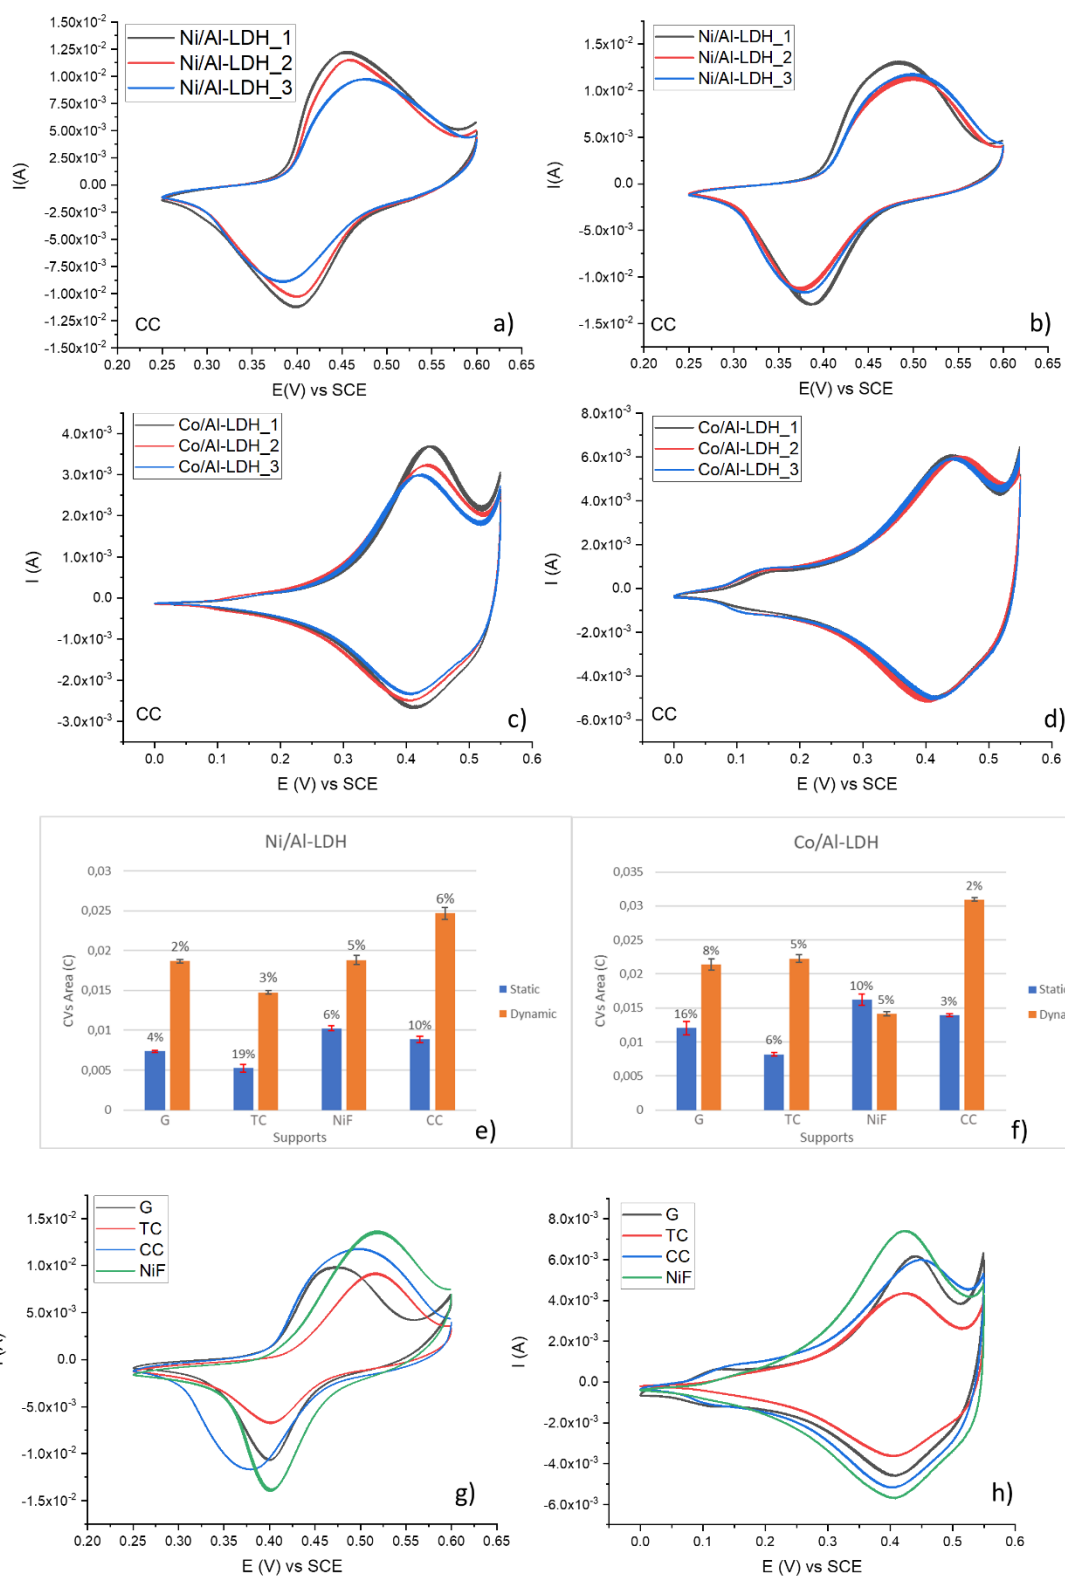 1.50x10⁻²
1.25x10⁻²
1.00x10⁻²
7.50x10⁻³
5.00x10⁻³
2.50x10⁻³
0.00
-2.50x10⁻³
-5.00x10⁻³
-7.50x10⁻³
-1.00x10⁻²
-1.25x10⁻²
-1.50x10⁻²
I(A)
Ni/Al-LDH_1
Ni/Al-LDH_2
Ni/Al-LDH_3
CC
a)
0.20 0.25 0.30 0.35 0.40 0.45 0.50 0.55 0.60 0.65
E(V) vs SCE
1.5x10⁻²
1.0x10⁻²
5.0x10⁻³
0.0
-5.0x10⁻³
-1.0x10⁻²
-1.5x10⁻²
I(A)
Ni/Al-LDH_1
Ni/Al-LDH_2
Ni/Al-LDH_3
CC
b)
0.20 0.25 0.30 0.35 0.40 0.45 0.50 0.55 0.60 0.65
E(V) vs SCE
4.0x10⁻³
3.0x10⁻³
2.0x10⁻³
1.0x10⁻³
0.0
-1.0x10⁻³
-2.0x10⁻³
-3.0x10⁻³
I (A)
Co/Al-LDH_1
Co/Al-LDH_2
Co/Al-LDH_3
CC
c)
0.0 0.1 0.2 0.3 0.4 0.5 0.6
E (V) vs SCE
8.0x10⁻³
6.0x10⁻³
4.0x10⁻³
2.0x10⁻³
0.0
-2.0x10⁻³
-4.0x10⁻³
-6.0x10⁻³
I (A)
Co/Al-LDH_1
Co/Al-LDH_2
Co/Al-LDH_3
CC
d)
0.0 0.1 0.2 0.3 0.4 0.5 0.6
E (V) vs SCE
Ni/Al-LDH
0,03
0,025
0,02
0,015
0,01
0,005
0
CVs Area (C)
4%
2%
19%
3%
6%
5%
10%
6%
Static
Dynamic
G TC NiF CC
Supports
e)
Co/Al-LDH
0,035
0,03
0,025
0,02
0,015
0,01
0,005
0
CVs Area (C)
16%
8%
6%
5%
10%
5%
3%
2%
Static
Dyna
G TC NiF CC
Supports
f)
1.5x10⁻²
1.0x10⁻²
5.0x10⁻³
0.0
-5.0x10⁻³
-1.0x10⁻²
-1.5x10⁻²
G
TC
CC
NiF
g)
0.20 0.25 0.30 0.35 0.40 0.45 0.50 0.55 0.60 0.65
E (V) vs SCE
8.0x10⁻³
6.0x10⁻³
4.0x10⁻³
2.0x10⁻³
0.0
-2.0x10⁻³
-4.0x10⁻³
-6.0x10⁻³
I (A)
G
TC
CC
NiF
h)
0.0 0.1 0.2 0.3 0.4 0.5 0.6
E (V) vs SCE